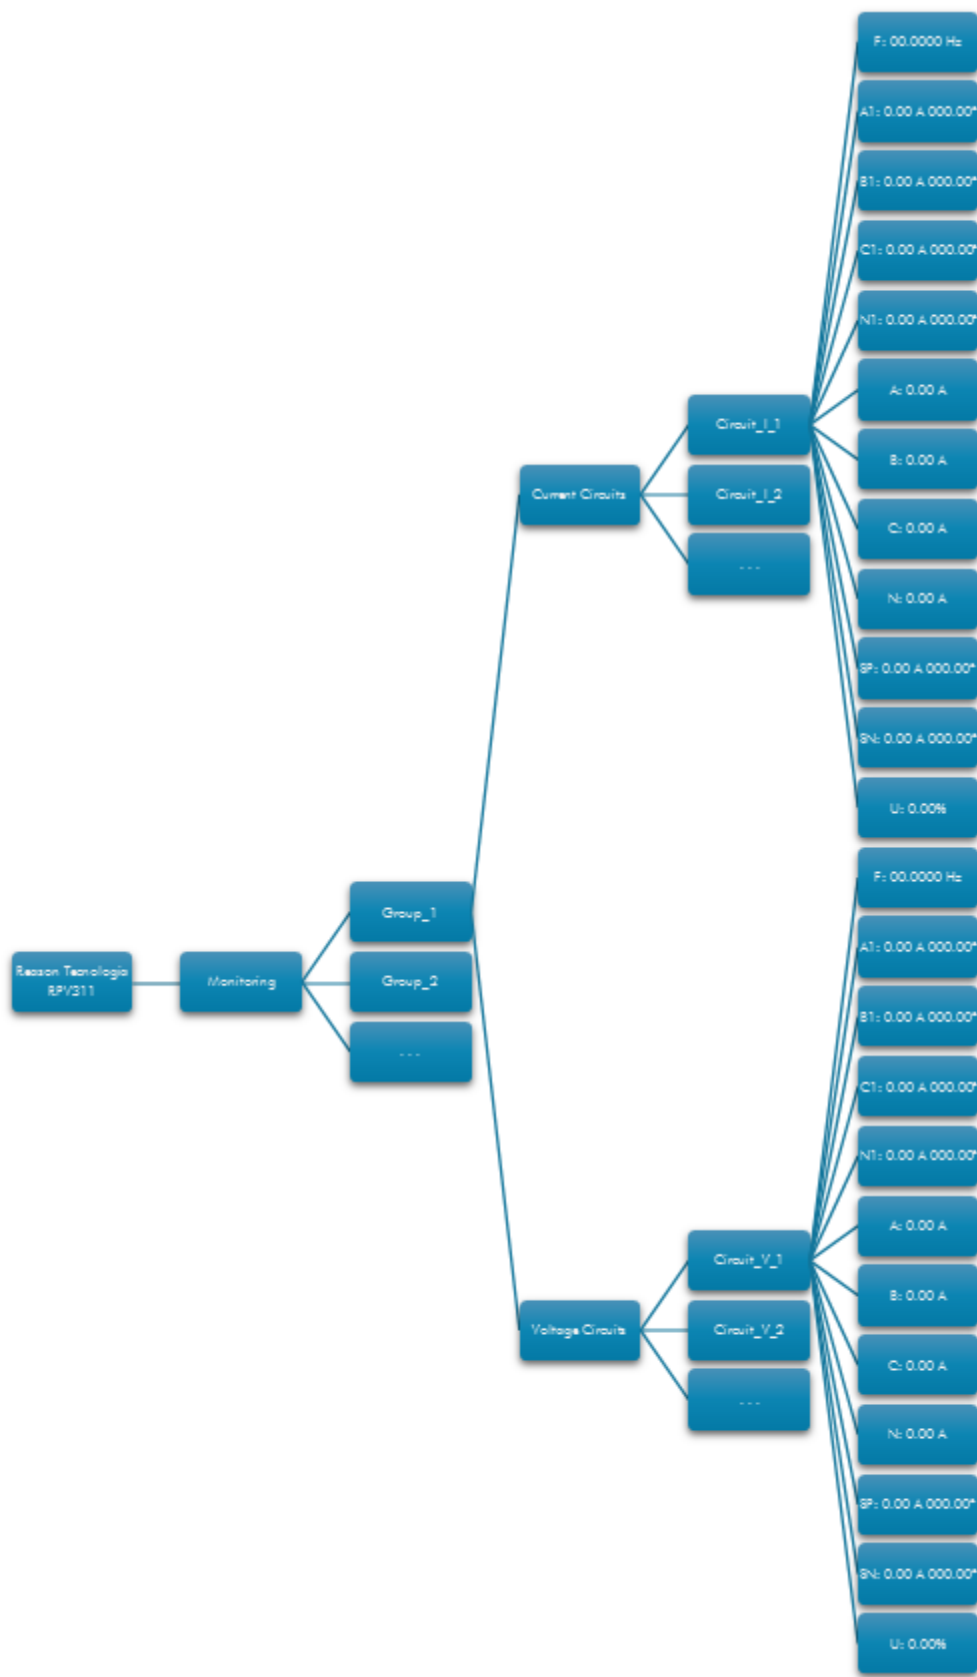 Reason Tecnologia
RPV311
Monitoring
Group_1
Group_2
...
Current Circuits
Circuit_I_1
Circuit_I_2
...
F: 00.0000 Hz
A1: 0.00 A 000.00°
B1: 0.00 A 000.00°
C1: 0.00 A 000.00°
N1: 0.00 A 000.00°
A: 0.00 A
B: 0.00 A
C: 0.00 A
N: 0.00 A
SP: 0.00 A 000.00°
SN: 0.00 A 000.00°
U: 0.00%
Voltage Circuits
Circuit_V_1
Circuit_V_2
...
F: 00.0000 Hz
A1: 0.00 A 000.00°
B1: 0.00 A 000.00°
C1: 0.00 A 000.00°
N1: 0.00 A 000.00°
A: 0.00 A
B: 0.00 A
C: 0.00 A
N: 0.00 A
SP: 0.00 A 000.00°
SN: 0.00 A 000.00°
U: 0.00%